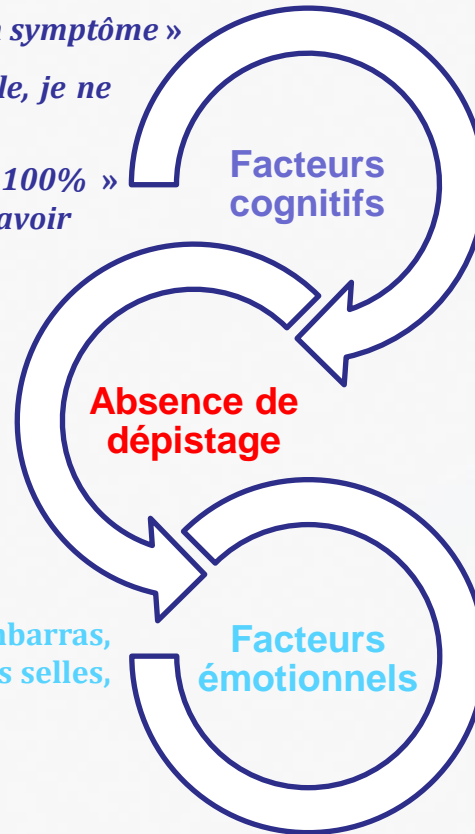 symptôme »
le, je ne
100% »
avoir
Facteurs
cognitifs
Absence de
dépistage
barras,
s selles,
Facteurs
émotionnels